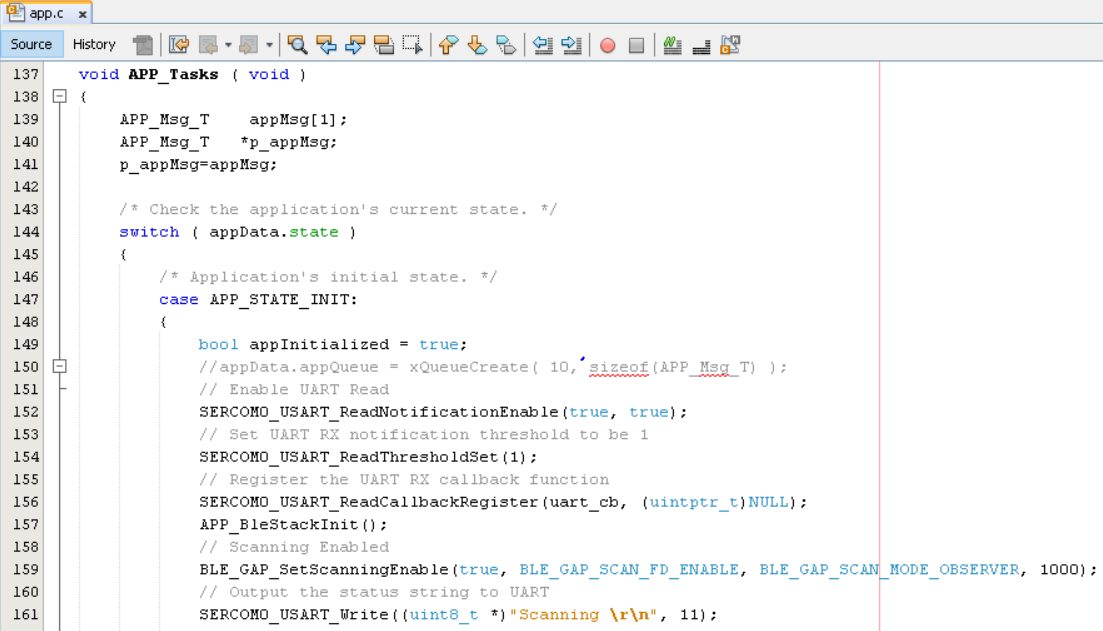 app.c x
Source History
137 void APP_Tasks ( void )
138 {
139 APP_Msg_T appMsg[1];
140 APP_Msg_T *p_appMsg;
141 p_appMsg=appMsg;
142
143 /* Check the application's current state. */
144 switch ( appData.state )
145 {
146 /* Application's initial state. */
147 case APP_STATE_INIT:
148 {
149 bool appInitialized = true;
150 //appData.appQueue = xQueueCreate( 10, sizeof(APP_Msg_T) );
151 // Enable UART Read
152 SERCOM0_USART_ReadNotificationEnable(true, true);
153 // Set UART RX notification threshold to be 1
154 SERCOM0_USART_ReadThresholdSet(1);
155 // Register the UART RX callback function
156 SERCOM0_USART_ReadCallbackRegister(uart_cb, (uintptr_t)NULL);
157 APP_BleStackInit();
158 // Scanning Enabled
159 BLE_GAP_SetScanningEnable(true, BLE_GAP_SCAN_FD_ENABLE, BLE_GAP_SCAN_MODE_OBSERVER, 1000);
160 // Output the status string to UART
161 SERCOM0_USART_Write((uint8_t *)"Scanning \r\n", 11);